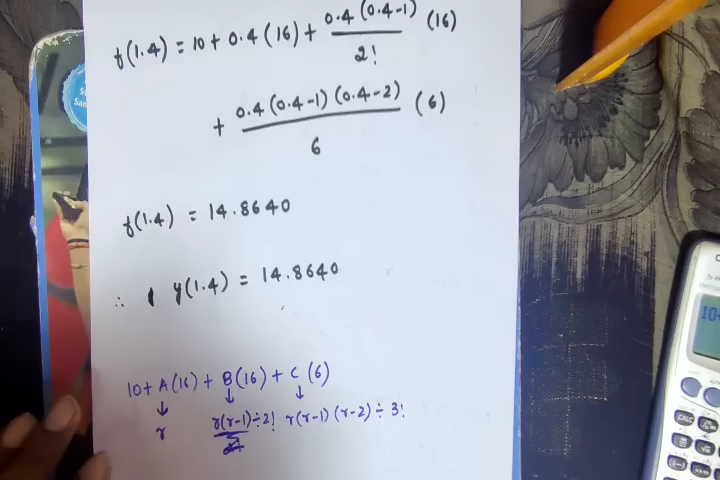 f(1.4) = 10 + 0.4 (16) + 0.4 (0.4-1) / 2! (16)
+ 0.4 (0.4-1) (0.4-2) / 6 (6)
f(1.4) = 14.8640
∴ y(1.4) = 14.8640
10 + A (16) + B (16) + C (6)
↓ ↓ ↓
r r(r-1) ÷ 2! r(r-1) (r-2) ÷ 3!
10+